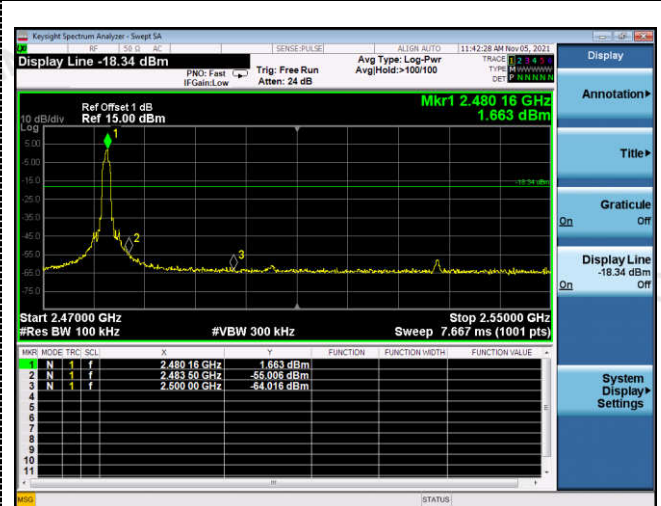 Keysight Spectrum Analyzer - Swept SA
RF 50 Ω AC SENSE:PULSE ALIGN AUTO 11:42:28 AM Nov 05, 2021
Display Line -18.34 dBm
PNO: Fast
IFGain:Low
Trig: Free Run
Atten: 24 dB
Avg Type: Log-Pwr
Avg|Hold:>100/100
TRACE 1 2 3 4 5 6
TYPE M W W W W W
DET P N N N N N
Display
Annotation
Title
Graticule
On Off
Display Line
-18.34 dBm
On Off
System
Display
Settings
Ref Offset 1 dB
10 dB/div Ref 15.00 dBm
Log
Mkr1 2.480 16 GHz
1.663 dBm
1
5.00
-5.00
-15.0
-18.34 dBm
-25.0
-35.0
-45.0
2
-55.0
3
-65.0
-75.0
Start 2.47000 GHz Stop 2.55000 GHz
#Res BW 100 kHz #VBW 300 kHz Sweep 7.667 ms (1001 pts)
MKR MODE TRC SCL X Y FUNCTION FUNCTION WIDTH FUNCTION VALUE
1 N 1 f 2.480 16 GHz 1.663 dBm
2 N 1 f 2.483 50 GHz -55.006 dBm
3 N 1 f 2.500 00 GHz -64.016 dBm
4
5
6
7
8
9
10
11
MSG STATUS